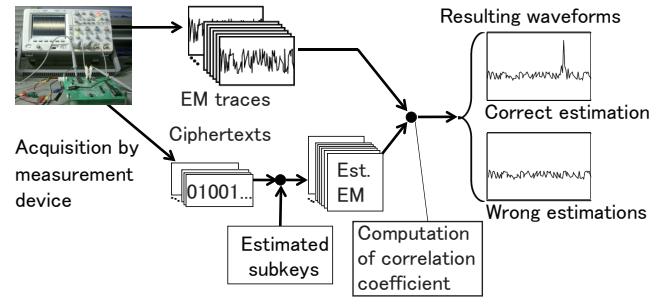 Resulting waveforms
EM traces
Correct estimation
Ciphertexts
Acquisition by
measurement
device
01001...
Est.
EM
Wrong estimations
Estimated
subkeys
Computation
of correlation
coefficient